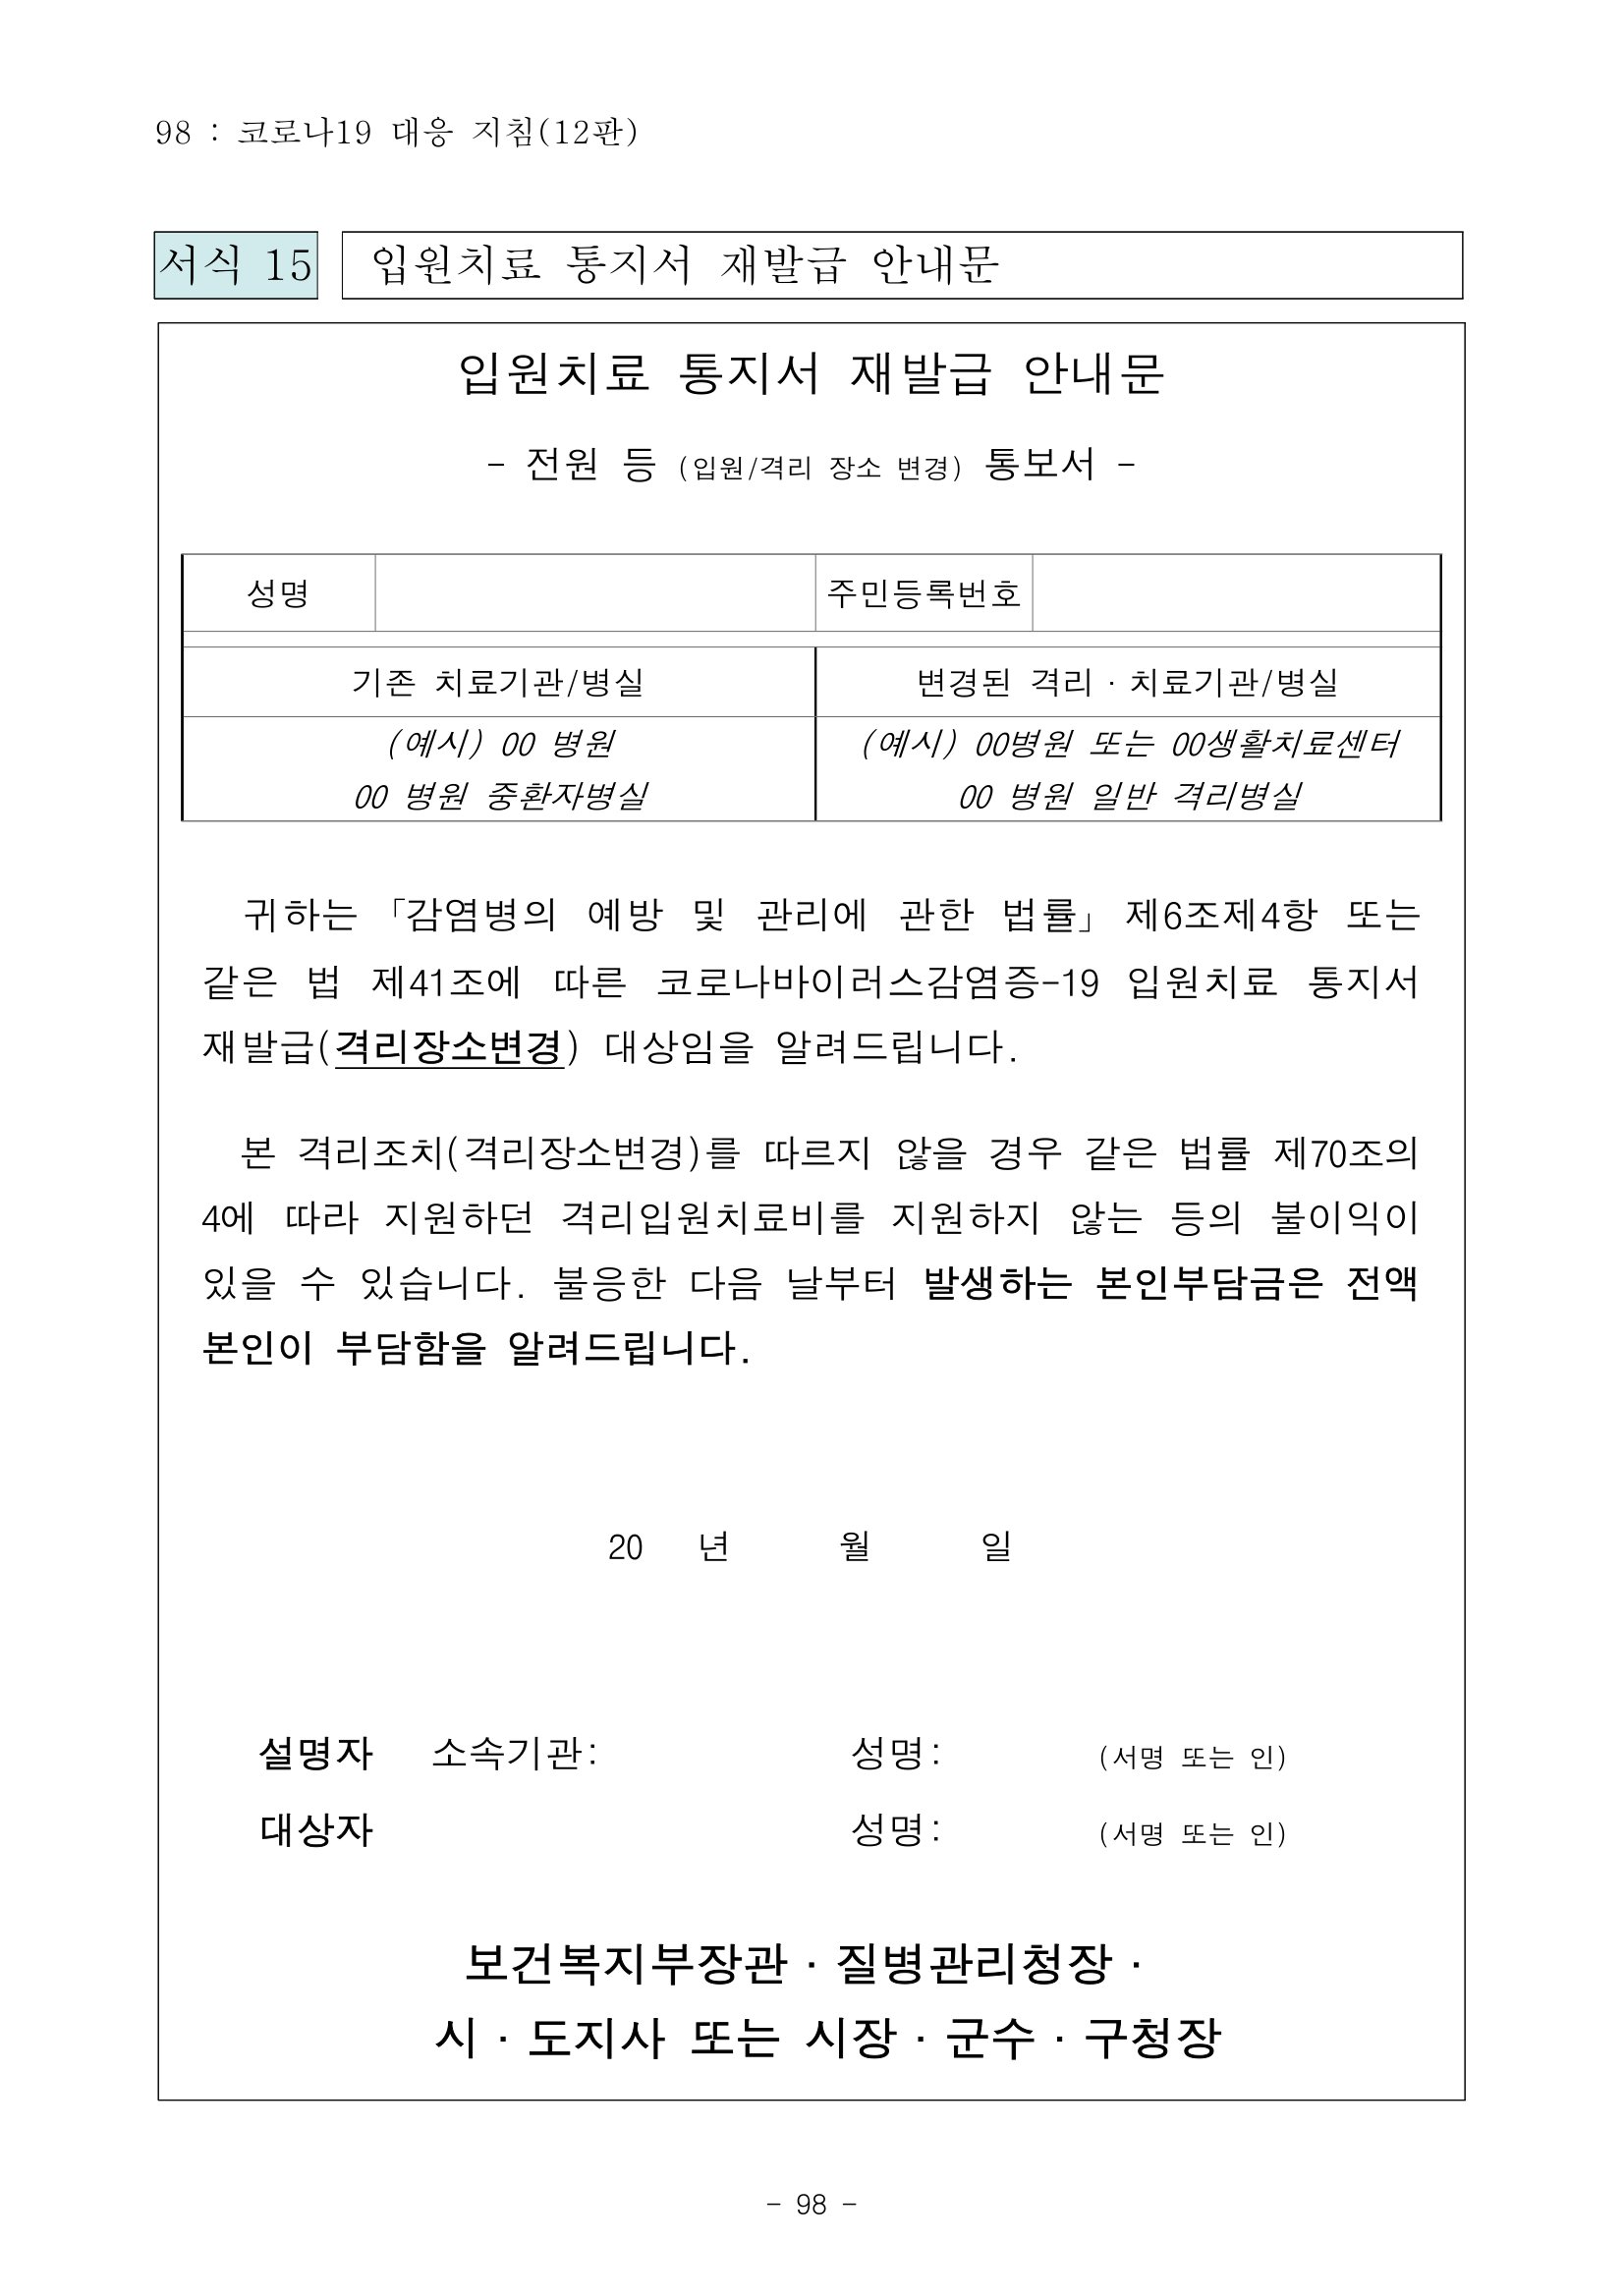 98 : 코로나19 대응 지침(12판)
서식 15 입원치료 통지서 재발급 안내문
입원치료 통지서 재발급 안내문
- 전원 등 (입원/격리 장소 변경) 통보서 -
성명 주민등록번호
기존 치료기관/병실 변경된 격리·치료기관/병실
(예시) 00 병원 (예시) 00병원 또는 00생활치료센터
00 병원 중환자병실 00 병원 일반 격리병실
귀하는 「감염병의 예방 및 관리에 관한 법률」 제6조제4항 또는
같은 법 제41조에 따른 코로나바이러스감염증-19 입원치료 통지서
재발급(격리장소변경) 대상임을 알려드립니다.
본 격리조치(격리장소변경)를 따르지 않을 경우 같은 법률 제70조의
4에 따라 지원하던 격리입원치료비를 지원하지 않는 등의 불이익이
있을 수 있습니다. 불응한 다음 날부터 발생하는 본인부담금은 전액
본인이 부담함을 알려드립니다.
20 년 월 일
설명자 소속기관: 성명: (서명 또는 인)
대상자 성명: (서명 또는 인)
보건복지부장관·질병관리청장·
시·도지사 또는 시장·군수·구청장
- 98 -